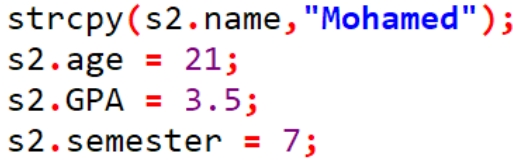 strcpy(s2.name,"Mohamed");
s2.age = 21;
s2.GPA = 3.5;
s2.semester = 7;